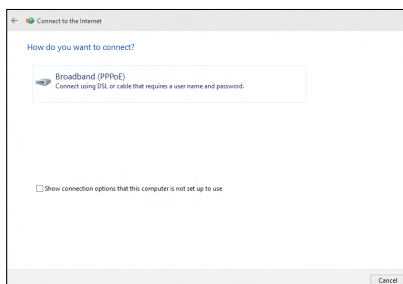 Connect to the Internet
How do you want to connect?
Broadband (PPPoE)
Connect using DSL or cable that requires a user name and password.
Show connection options that this computer is not set up to use
Cancel